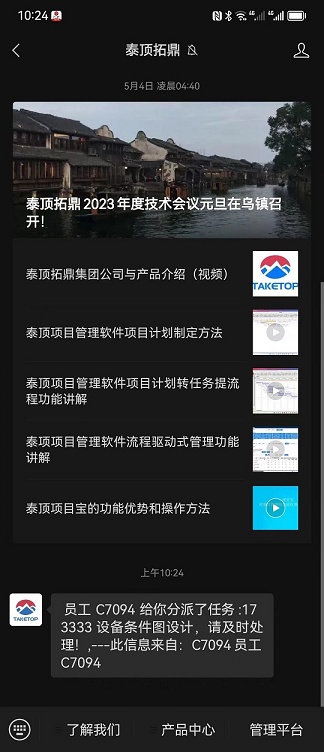 10:24
泰顶拓鼎
5月4日 凌晨04:40
泰顶拓鼎 2023 年度技术会议元旦在乌镇召
开!
泰顶拓鼎集团公司与产品介绍（视频）
TAKETOP
泰顶项目管理软件项目计划制定方法
泰顶项目管理软件项目计划转任务提流
程功能讲解
泰顶项目管理软件流程驱动式管理功能
讲解
泰顶项目宝的功能优势和操作方法
上午10:24
员工 C7094 给你分派了任务 :17
3333 设备条件图设计，请及时处
理！,---此信息来自：C7094 员工
C7094
TAKETOP
了解我们
产品中心
管理平台